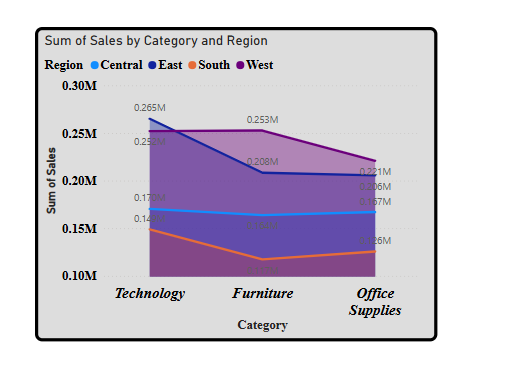 Sum of Sales by Category and Region
Region Central East South West
0.30M
0.25M
0.20M
0.15M
0.10M
Sum of Sales
0.265M
0.253M
0.208M
0.221M
0.206M
0.167M
Technology
Furniture
Office
Supplies
Category